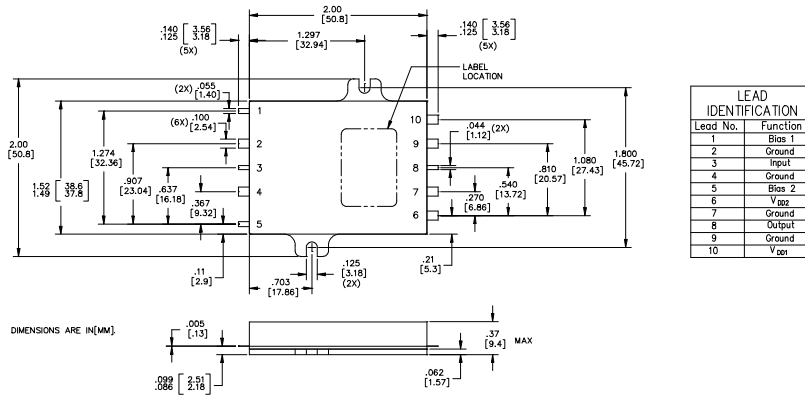 2.00
[50.8]
.140 [3.56]
.125 [3.18]
(5X)
1.297
[32.94]
.140 [3.56]
.125 [3.18]
(5X)
LABEL
LOCATION
(2X) .055
[1.40]
(6X) .100
[2.54]
2.00
[50.8]
1.52 [38.6]
1.49 [37.8]
1.274
[32.36]
.907
[23.04]
.637
[16.18]
.367
[9.32]
1
2
3
4
5
10
9
8
7
6
.044
[1.12] (2X)
.270
[6.86]
.540
[13.72]
.810
[20.57]
1.080
[27.43]
1.800
[45.72]
.11
[2.9]
.703
[17.86]
.125
[3.18]
(2X)
.21
[5.3]
LEAD
IDENTIFICATION
Lead No. Function
1 Bias 1
2 Ground
3 Input
4 Ground
5 Bias 2
6 VDD2
7 Ground
8 Output
9 Ground
10 VDD1
DIMENSIONS ARE IN[MM].
.005
[.13]
.099 [2.51]
.086 [2.18]
.37
[9.4] MAX
.062
[1.57]